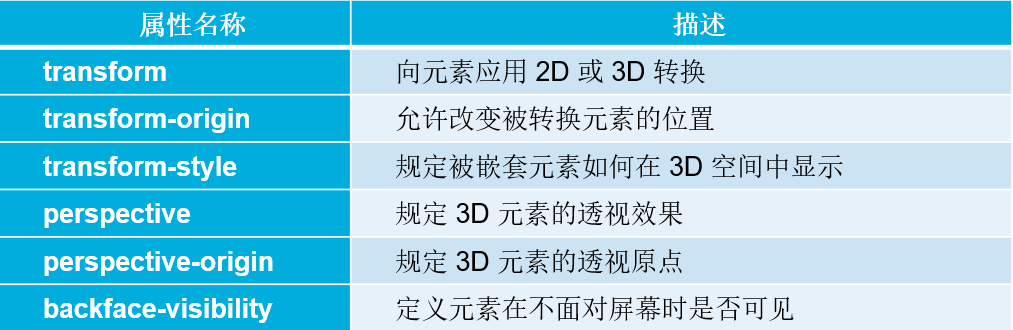 属性名称 描述
transform 向元素应用 2D 或 3D 转换
transform-origin 允许改变被转换元素的位置
transform-style 规定被嵌套元素如何在 3D 空间中显示
perspective 规定 3D 元素的透视效果
perspective-origin 规定 3D 元素的透视原点
backface-visibility 定义元素在不面对屏幕时是否可见